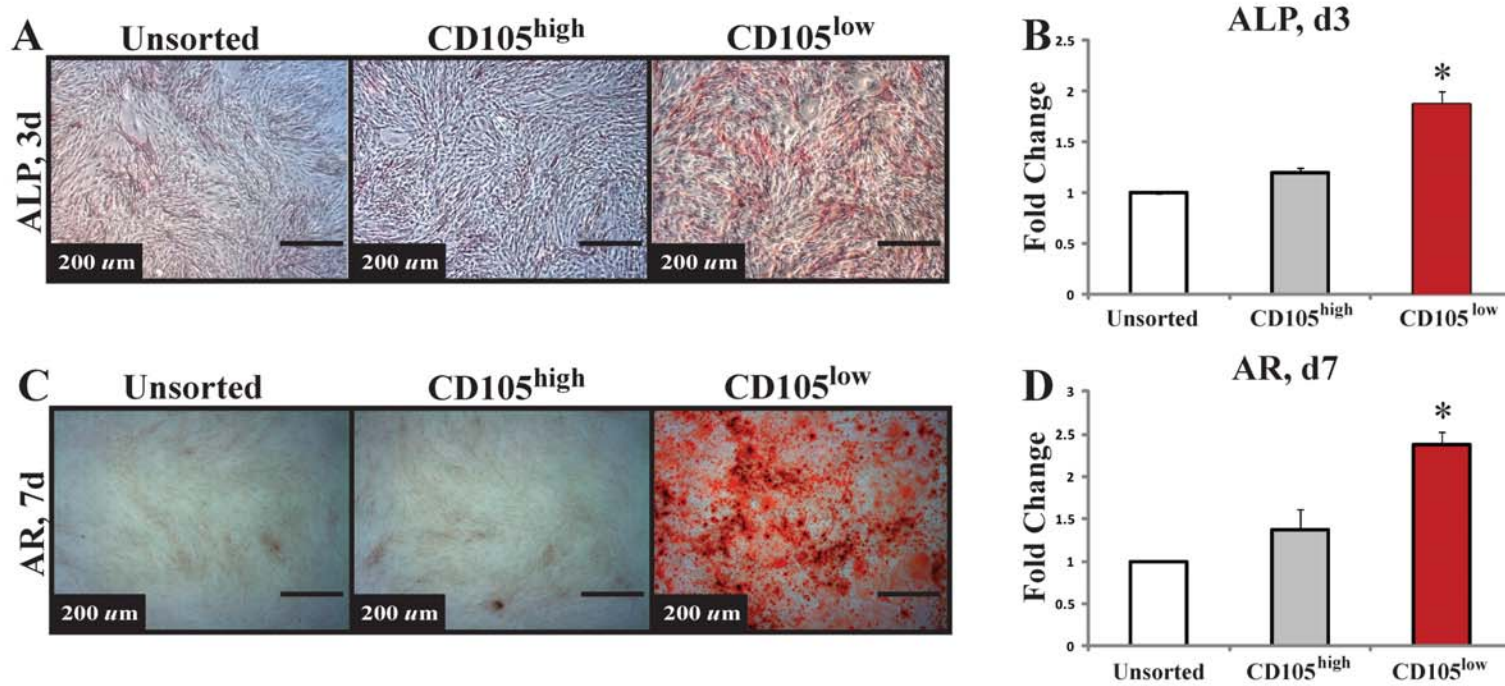 A
Unsorted
CD105high
CD105low
ALP, 3d
200 um
200 um
200 um
B
ALP, d3
Fold Change
2.5
2
1.5
1
0.5
0
Unsorted
CD105high
*
CD105low
C
Unsorted
CD105high
CD105low
AR, 7d
200 um
200 um
200 um
D
AR, d7
Fold Change
3
2.5
2
1.5
1
0.5
0
Unsorted
CD105high
*
CD105low